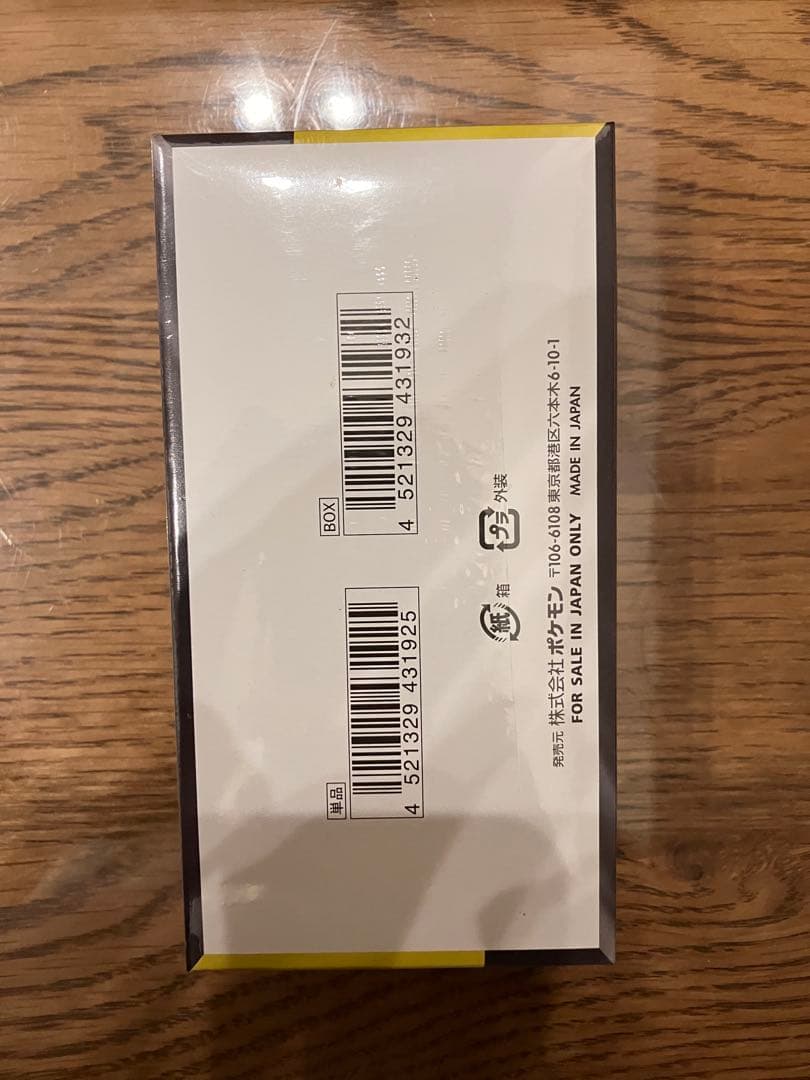 単品
4 521329 431925
BOX
4 521329 431932
紙 箱
プラ 外装
発売元 株式会社ポケモン 〒106-6108 東京都港区六本木6-10-1
FOR SALE IN JAPAN ONLY MADE IN JAPAN